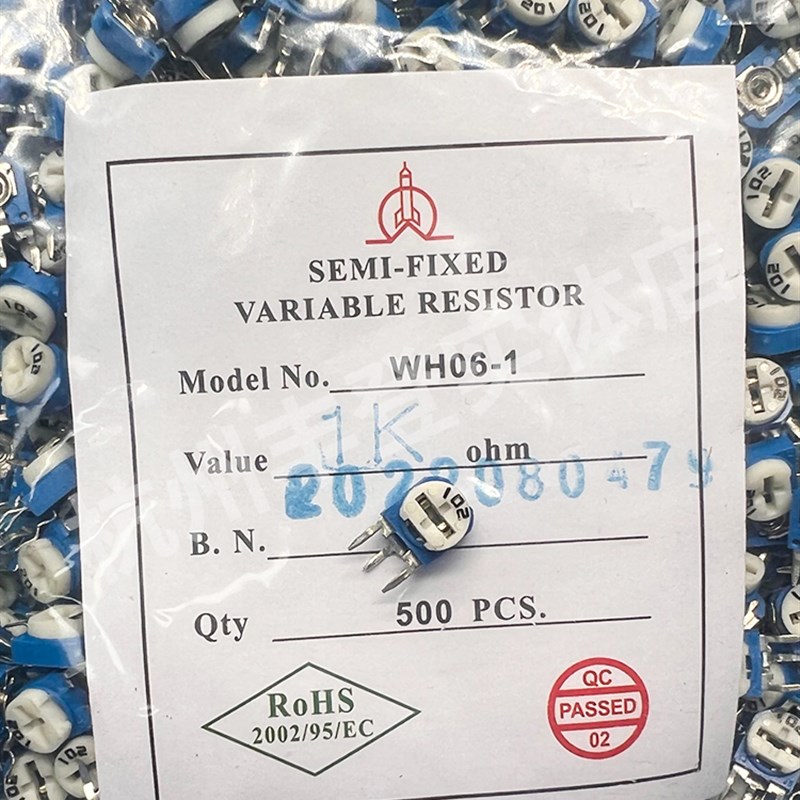 SEMI-FIXED
VARIABLE RESISTOR
Model No. WH06-1
Value 1K ohm
B. N.
102
Qty 500 PCS.
RoHS
2002/95/EC
QC
PASSED
02